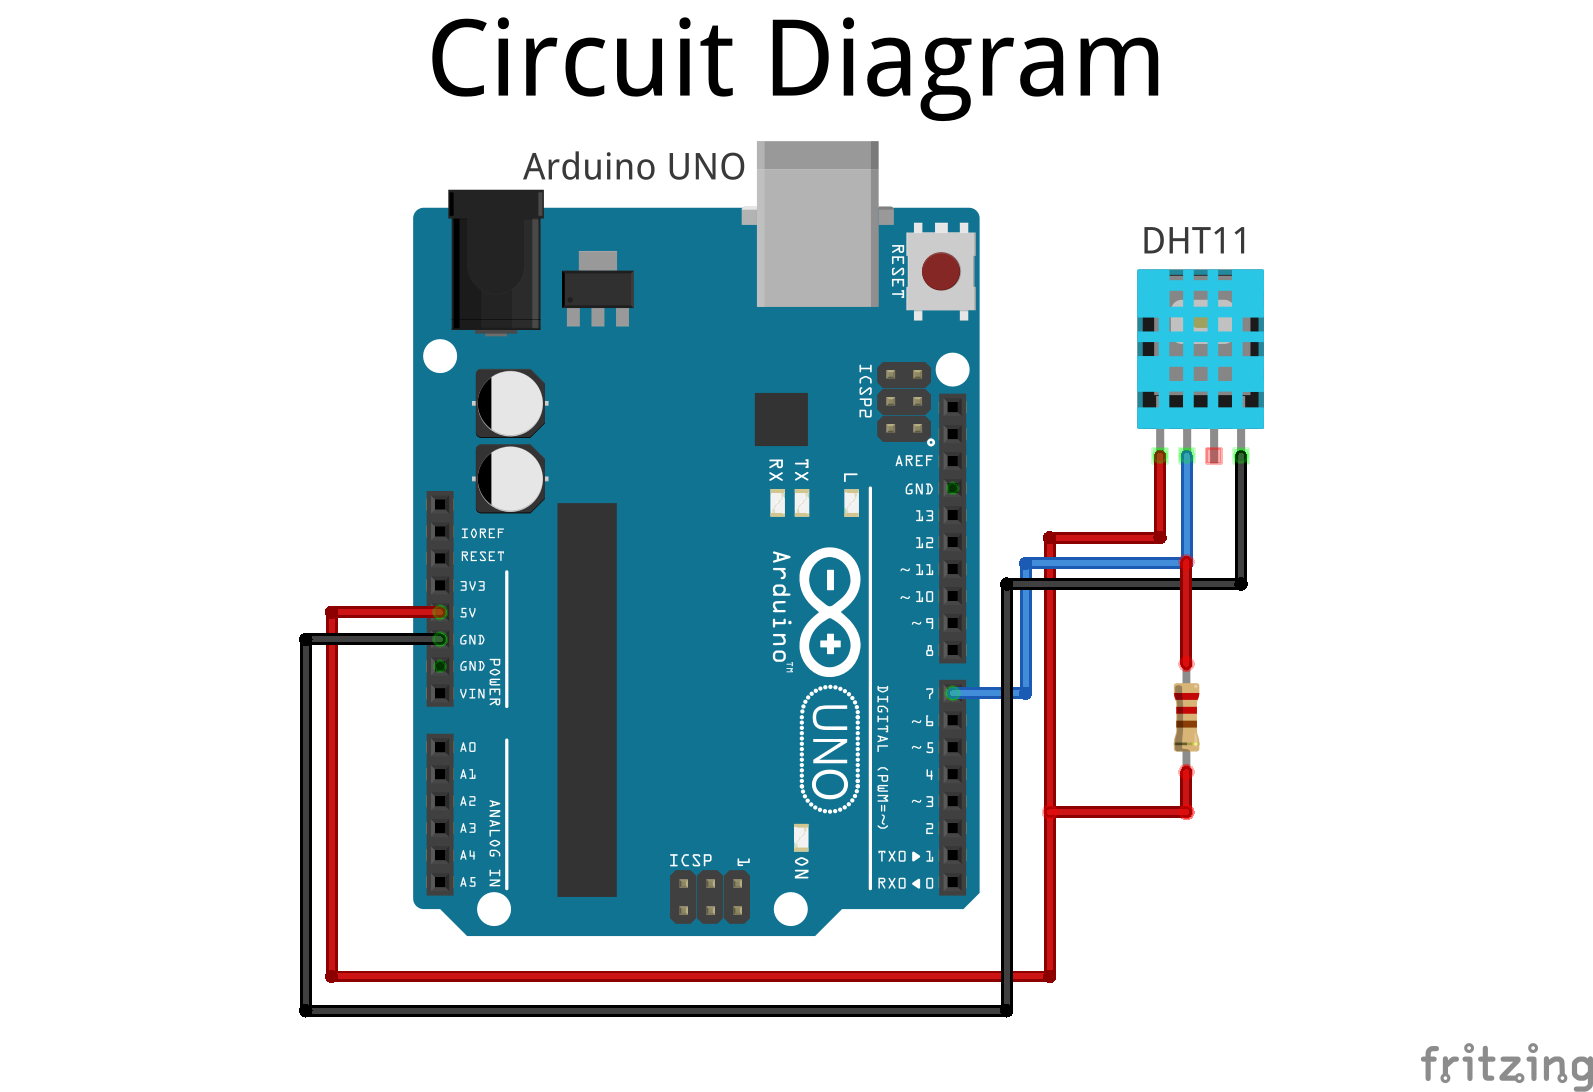 Circuit Diagram
Arduino UNO
DHT11
RESET
ICSP2
AREF
GND
13
12
~11
~10
~9
8
7
~6
~5
4
~3
2
TX0▶1
RX0◀0
DIGITAL (PWM=~)
RX
TX
L
Arduino™
UNO
ON
ICSP
1
IOREF
RESET
3V3
5V
GND
GND
VIN
POWER
A0
A1
A2
A3
A4
A5
ANALOG IN
fritzing